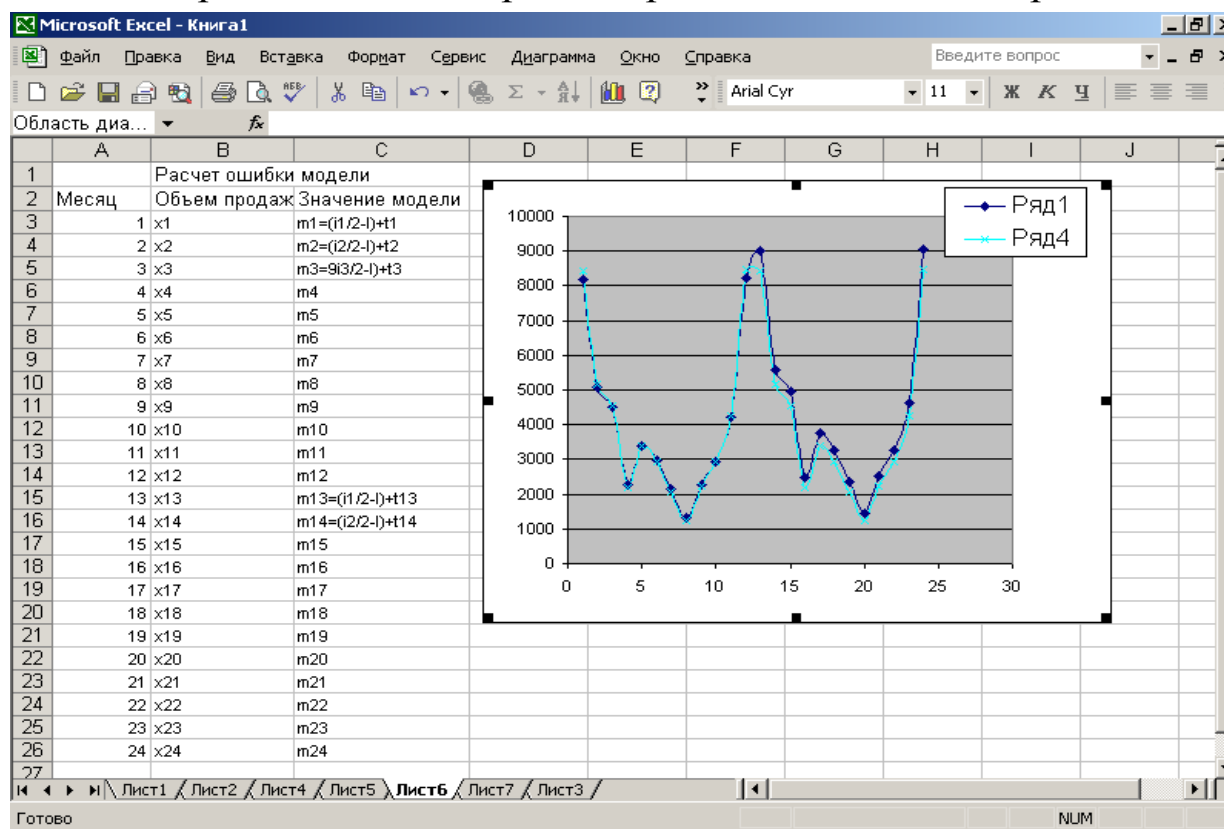 Microsoft Excel - Книга1
Файл Правка Вид Вставка Формат Сервис Диаграмма Окно Справка Введите вопрос
Arial Cyr 11 Ж К Ч
Область диа... fx
A B C D E F G H I J
1 Расчет ошибки модели
2 Месяц Объем продаж Значение модели
3 1 x1 m1=(i1/2-I)+t1
4 2 x2 m2=(i2/2-I)+t2
5 3 x3 m3=9i3/2-I)+t3
6 4 x4 m4
7 5 x5 m5
8 6 x6 m6
9 7 x7 m7
10 8 x8 m8
11 9 x9 m9
12 10 x10 m10
13 11 x11 m11
14 12 x12 m12
15 13 x13 m13=(i1/2-I)+t13
16 14 x14 m14=(i2/2-I)+t14
17 15 x15 m15
18 16 x16 m16
19 17 x17 m17
20 18 x18 m18
21 19 x19 m19
22 20 x20 m20
23 21 x21 m21
24 22 x22 m22
25 23 x23 m23
26 24 x24 m24
27
Ряд1
Ряд4
10000
9000
8000
7000
6000
5000
4000
3000
2000
1000
0
0 5 10 15 20 25 30
Лист1 Лист2 Лист4 Лист5 Лист6 Лист7 Лист3
Готово NUM